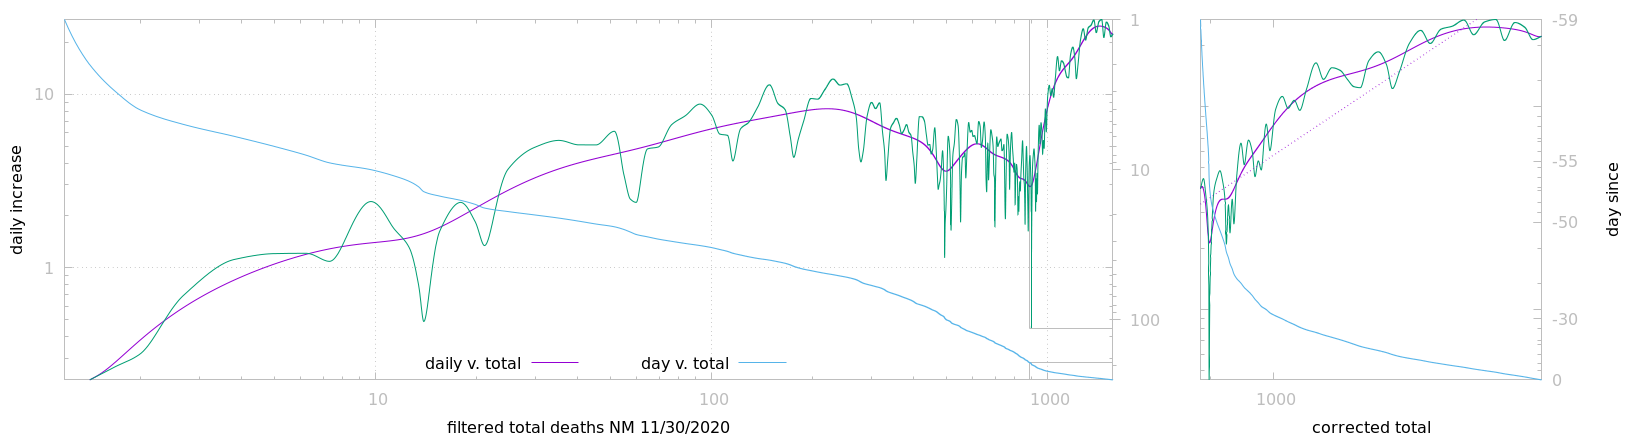 daily increase
10
1
1
10
100
daily v. total
day v. total
10
100
1000
filtered total deaths NM 11/30/2020
-59
-55
-50
-30
0
day since
1000
corrected total